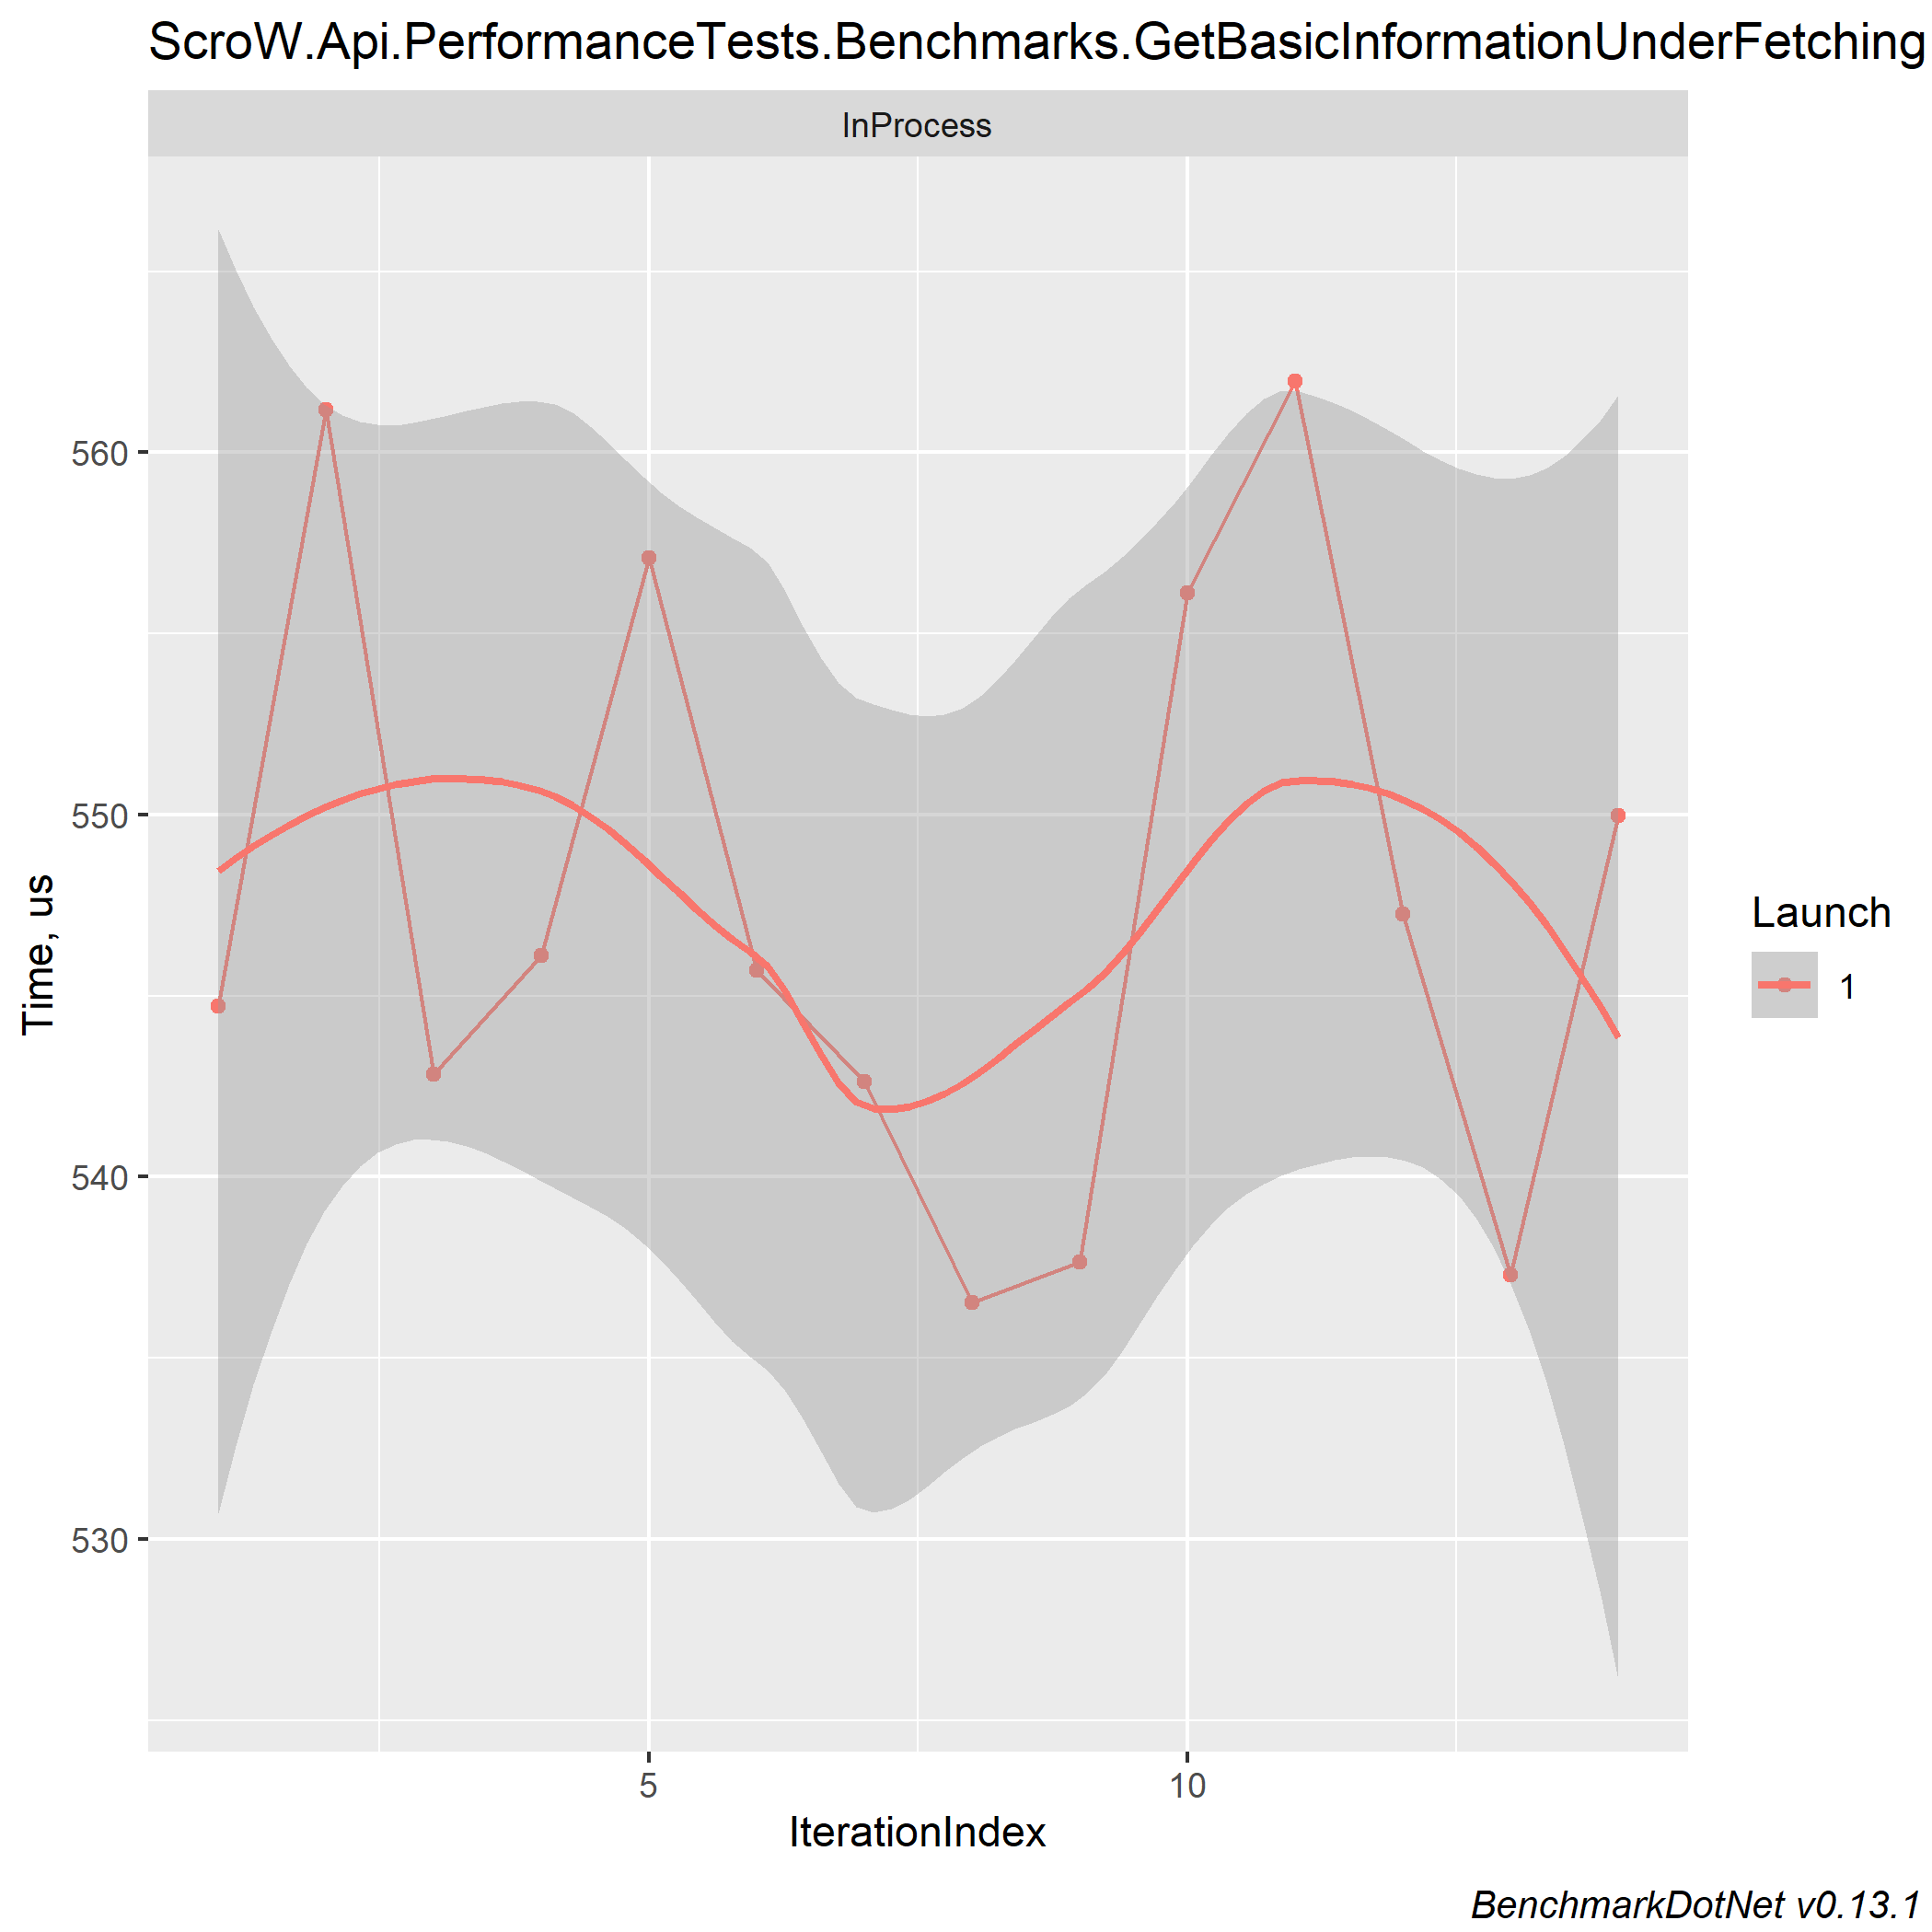 ScroW.Api.PerformanceTests.Benchmarks.GetBasicInformationUnderFetching
InProcess
560
550
540
530
Time, us
5
10
IterationIndex
Launch
1
BenchmarkDotNet v0.13.1